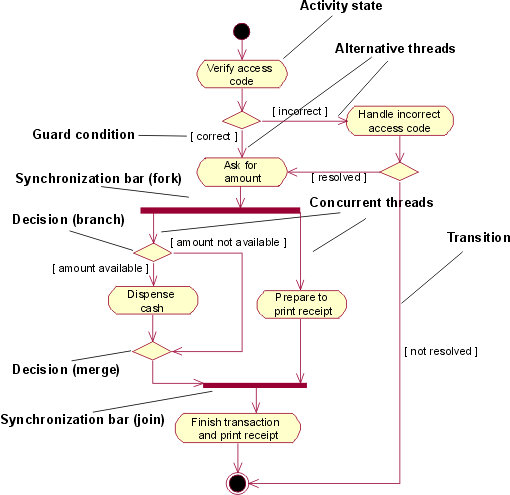 Activity state
Alternative threads
Verify access
code
[ incorrect ]
Handle incorrect
access code
Guard condition
[ correct ]
Ask for
amount
[ resolved ]
Synchronization bar (fork)
Concurrent threads
Decision (branch)
[ amount not available ]
Transition
[ amount available ]
Dispense
cash
Prepare to
print receipt
[ not resolved ]
Decision (merge)
Synchronization bar (join)
Finish transaction
and print receipt